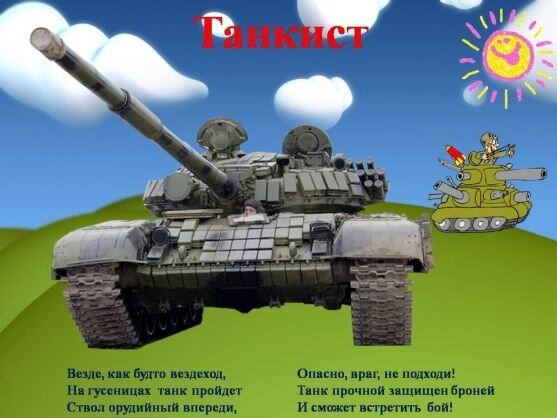 Танкист
Везде, как будто вездеход,
На гусеницах танк пройдет
Ствол орудийный впереди,
Опасно, враг, не подходи!
Танк прочной защищен броней
И сможет встретить бой!